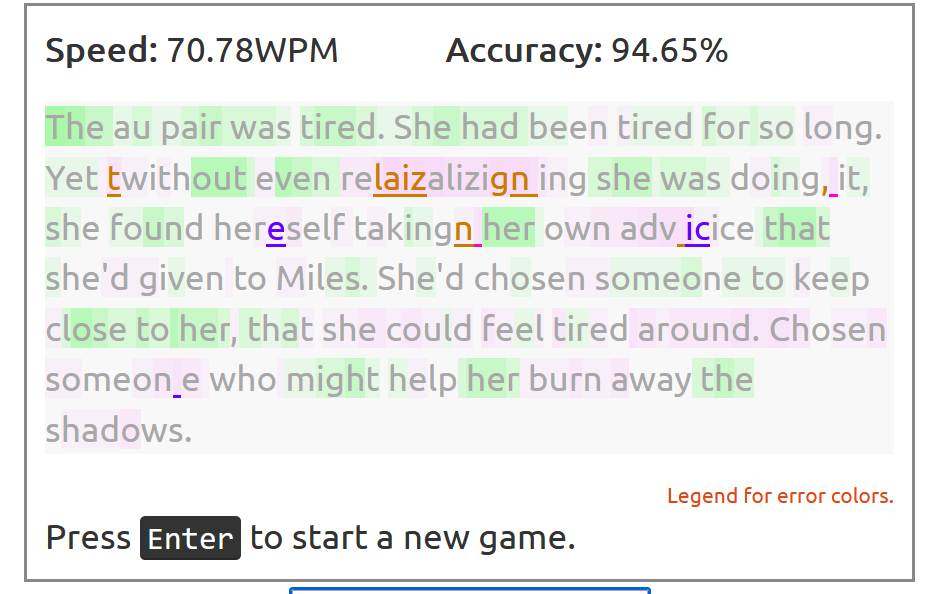 Speed: 70.78WPM Accuracy: 94.65%
The au pair was tired. She had been tired for so long.
Yet twithout even relaizalizign ing she was doing, it,
she found hereself takingn her own adv icice that
she'd given to Miles. She'd chosen someone to keep
close to her, that she could feel tired around. Chosen
someon e who might help her burn away the
shadows.
Legend for error colors.
Press Enter to start a new game.